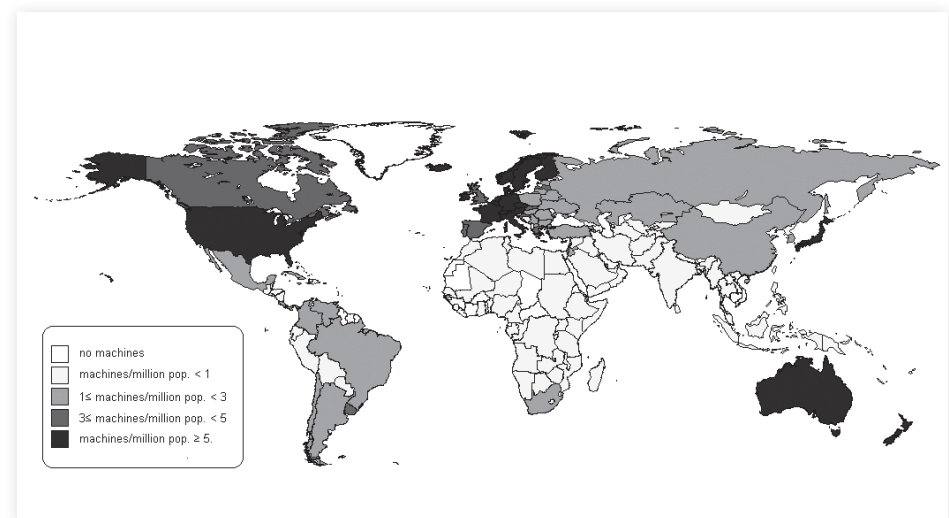 no machines
machines/million pop. < 1
1≤ machines/million pop. < 3
3≤ machines/million pop. < 5
machines/million pop. ≥ 5.